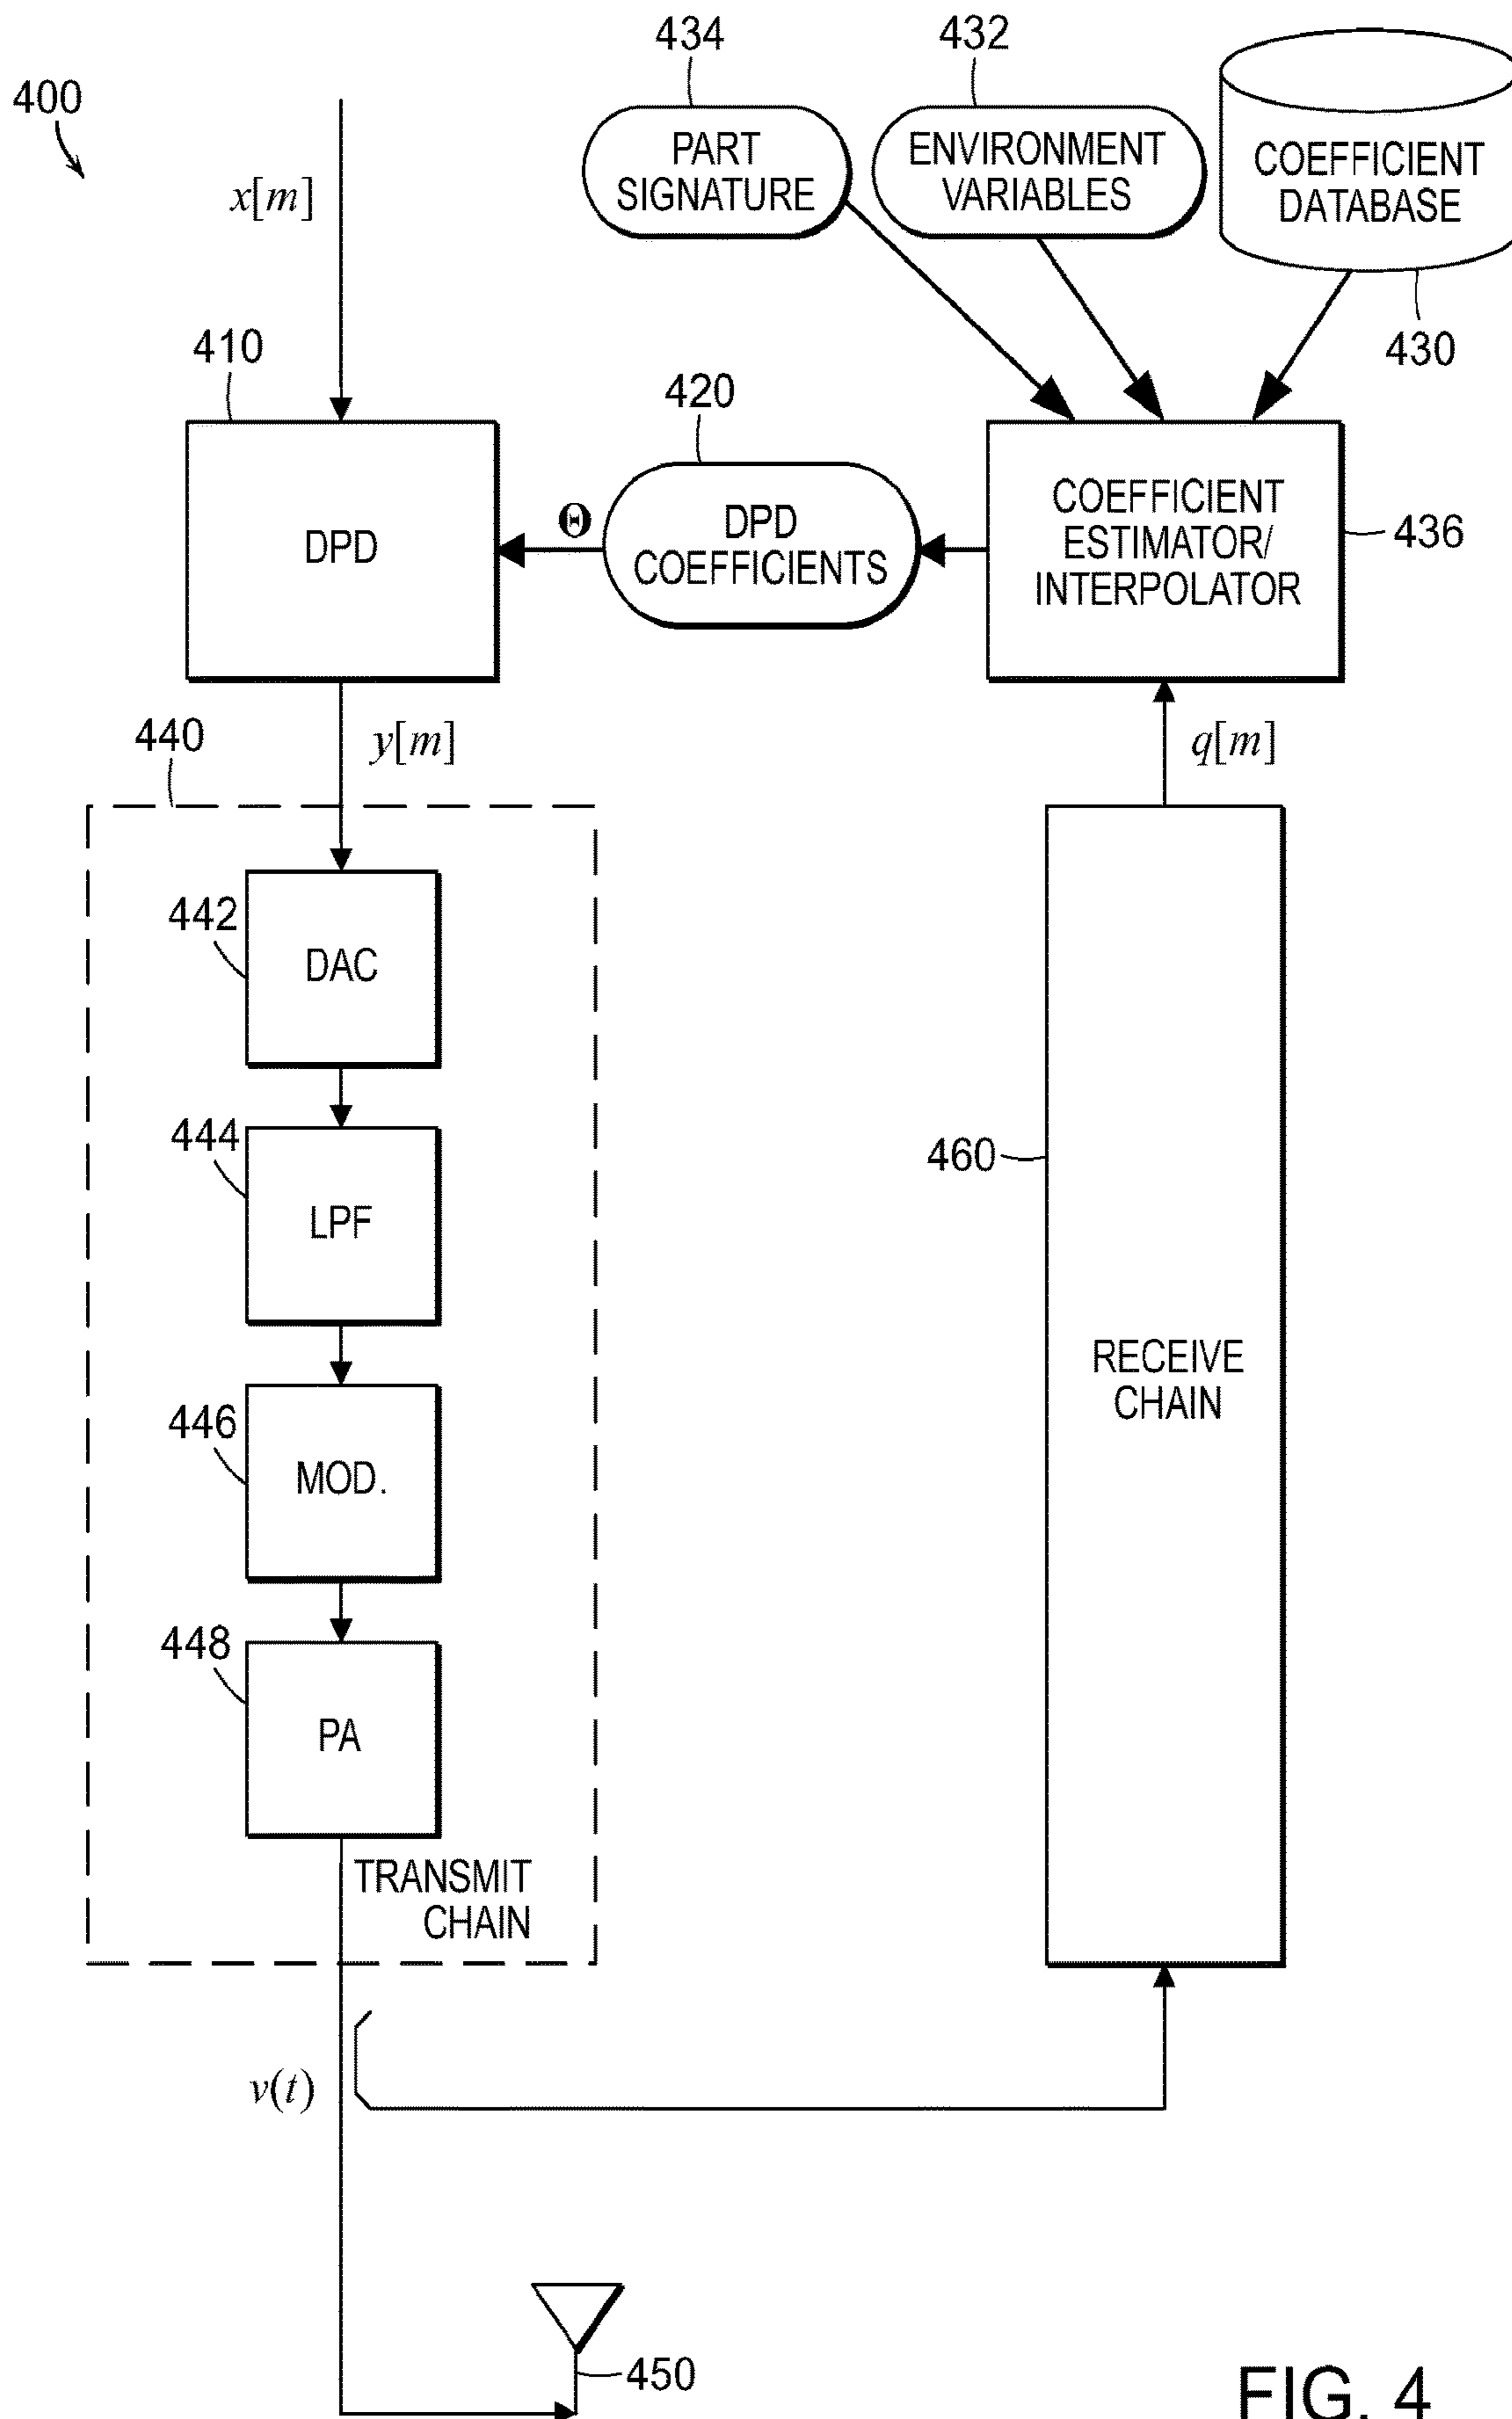 434
432
400
PART
SIGNATURE
ENVIRONMENT
VARIABLES
COEFFICIENT
DATABASE
x[m]
430
410
420
DPD
Θ
DPD
COEFFICIENTS
COEFFICIENT
ESTIMATOR/
INTERPOLATOR
436
440
y[m]
q[m]
442
DAC
444
LPF
460
RECEIVE
CHAIN
446
MOD.
448
PA
TRANSMIT
CHAIN
v(t)
450
FIG. 4